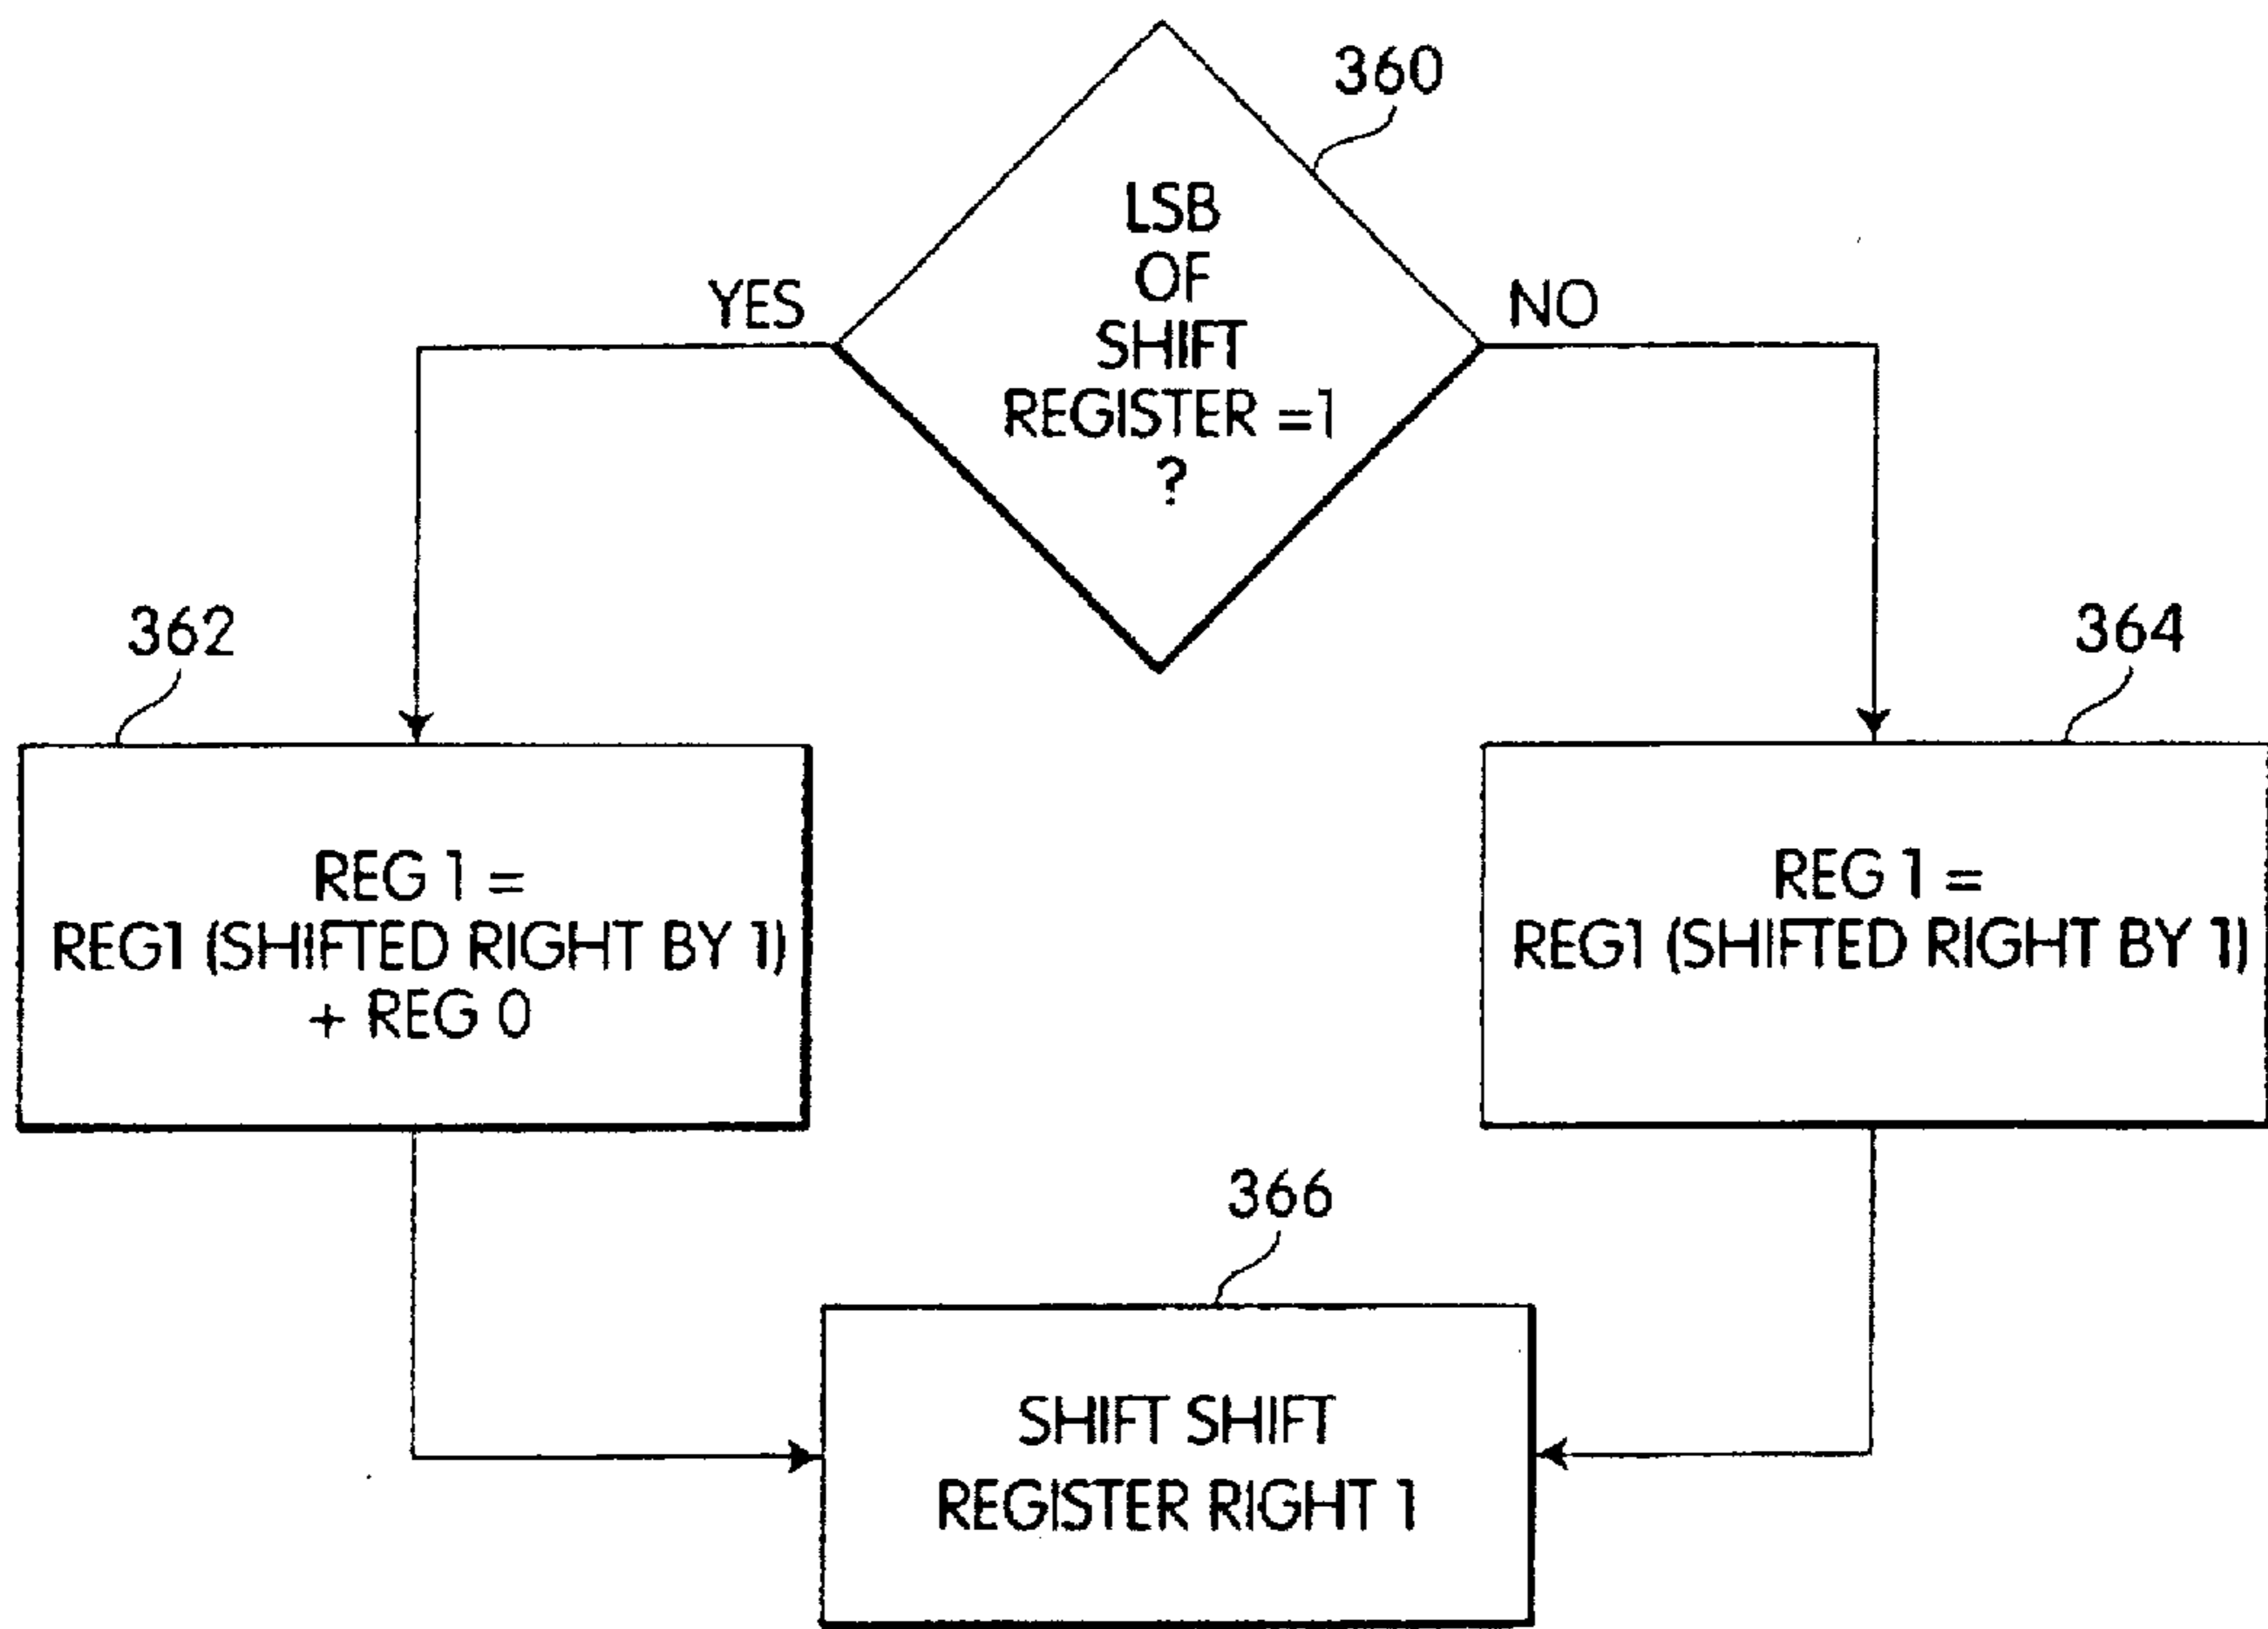 360
LSB
OF
SHIFT
REGISTER =1
?
YES
NO
362
REG 1 =
REG1 (SHIFTED RIGHT BY 1)
+ REG 0
364
REG 1 =
REG1 (SHIFTED RIGHT BY 1)
366
SHIFT SHIFT
REGISTER RIGHT 1